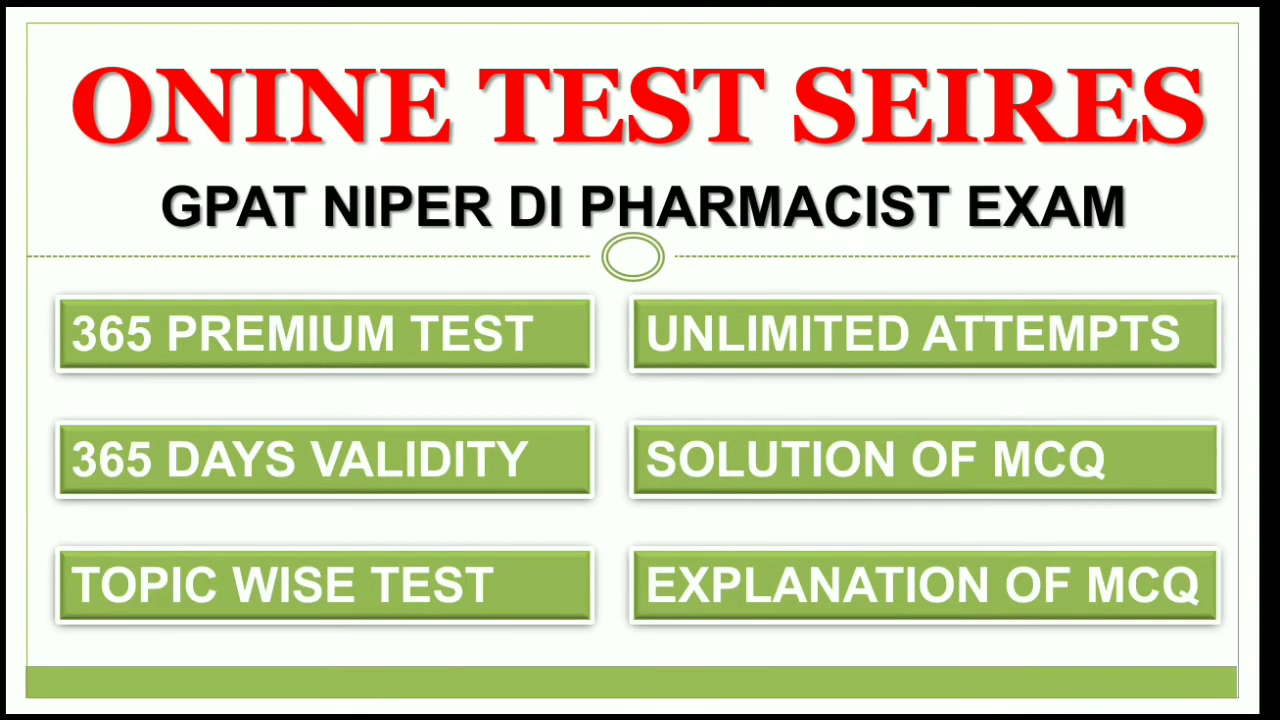 ONINE TEST SEIRES
GPAT NIPER DI PHARMACIST EXAM
365 PREMIUM TEST
UNLIMITED ATTEMPTS
365 DAYS VALIDITY
SOLUTION OF MCQ
TOPIC WISE TEST
EXPLANATION OF MCQ